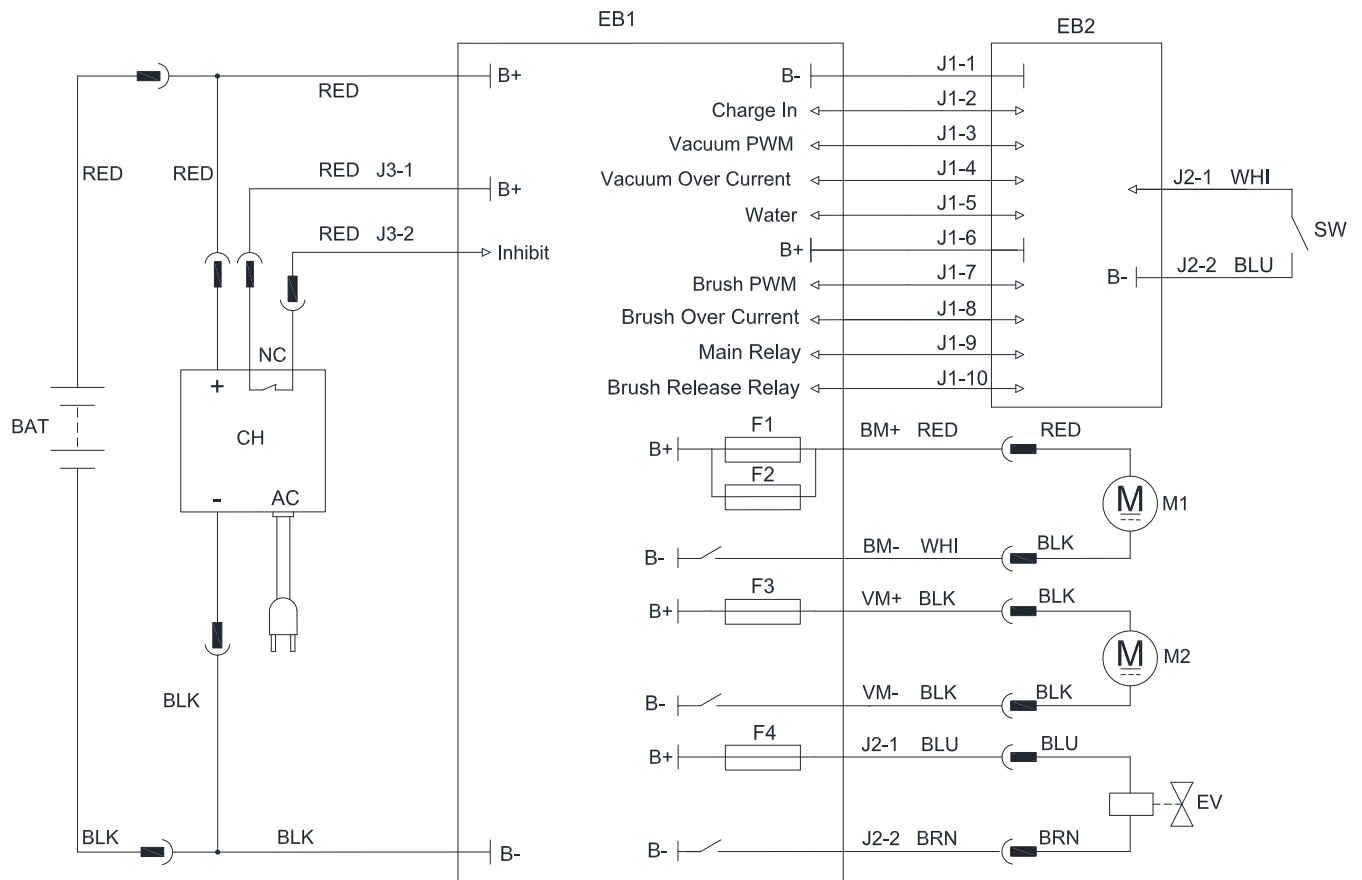 EB1
EB2
RED
B+
B- J1-1
Charge In J1-2
Vacuum PWM J1-3
RED RED RED J3-1 B+
Vacuum Over Current J1-4
J2-1 WHI
Water J1-5
SW
RED J3-2 Inhibit
B+ J1-6
B- J2-2 BLU
Brush PWM J1-7
Brush Over Current J1-8
NC
Main Relay J1-9
+
Brush Release Relay J1-10
BAT
CH
F1 BM+ RED RED
B+
F2
- AC
M M1
B- BM- WHI BLK
F3 VM+ BLK BLK
B+
M M2
BLK
B- VM- BLK BLK
F4 J2-1 BLU BLU
B+
EV
BLK BLK B-
B- J2-2 BRN BRN